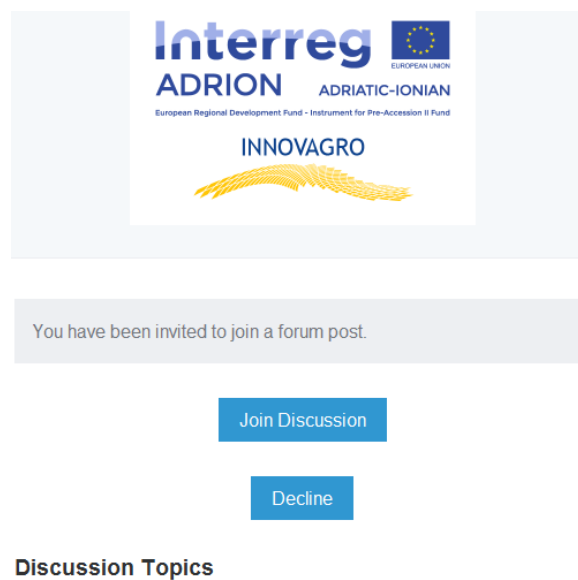 Interreg
EUROPEAN UNION
ADRION ADRIATIC-IONIAN
European Regional Development Fund - Instrument for Pre-Accession II Fund
INNOVAGRO
You have been invited to join a forum post.
Join Discussion
Decline
Discussion Topics